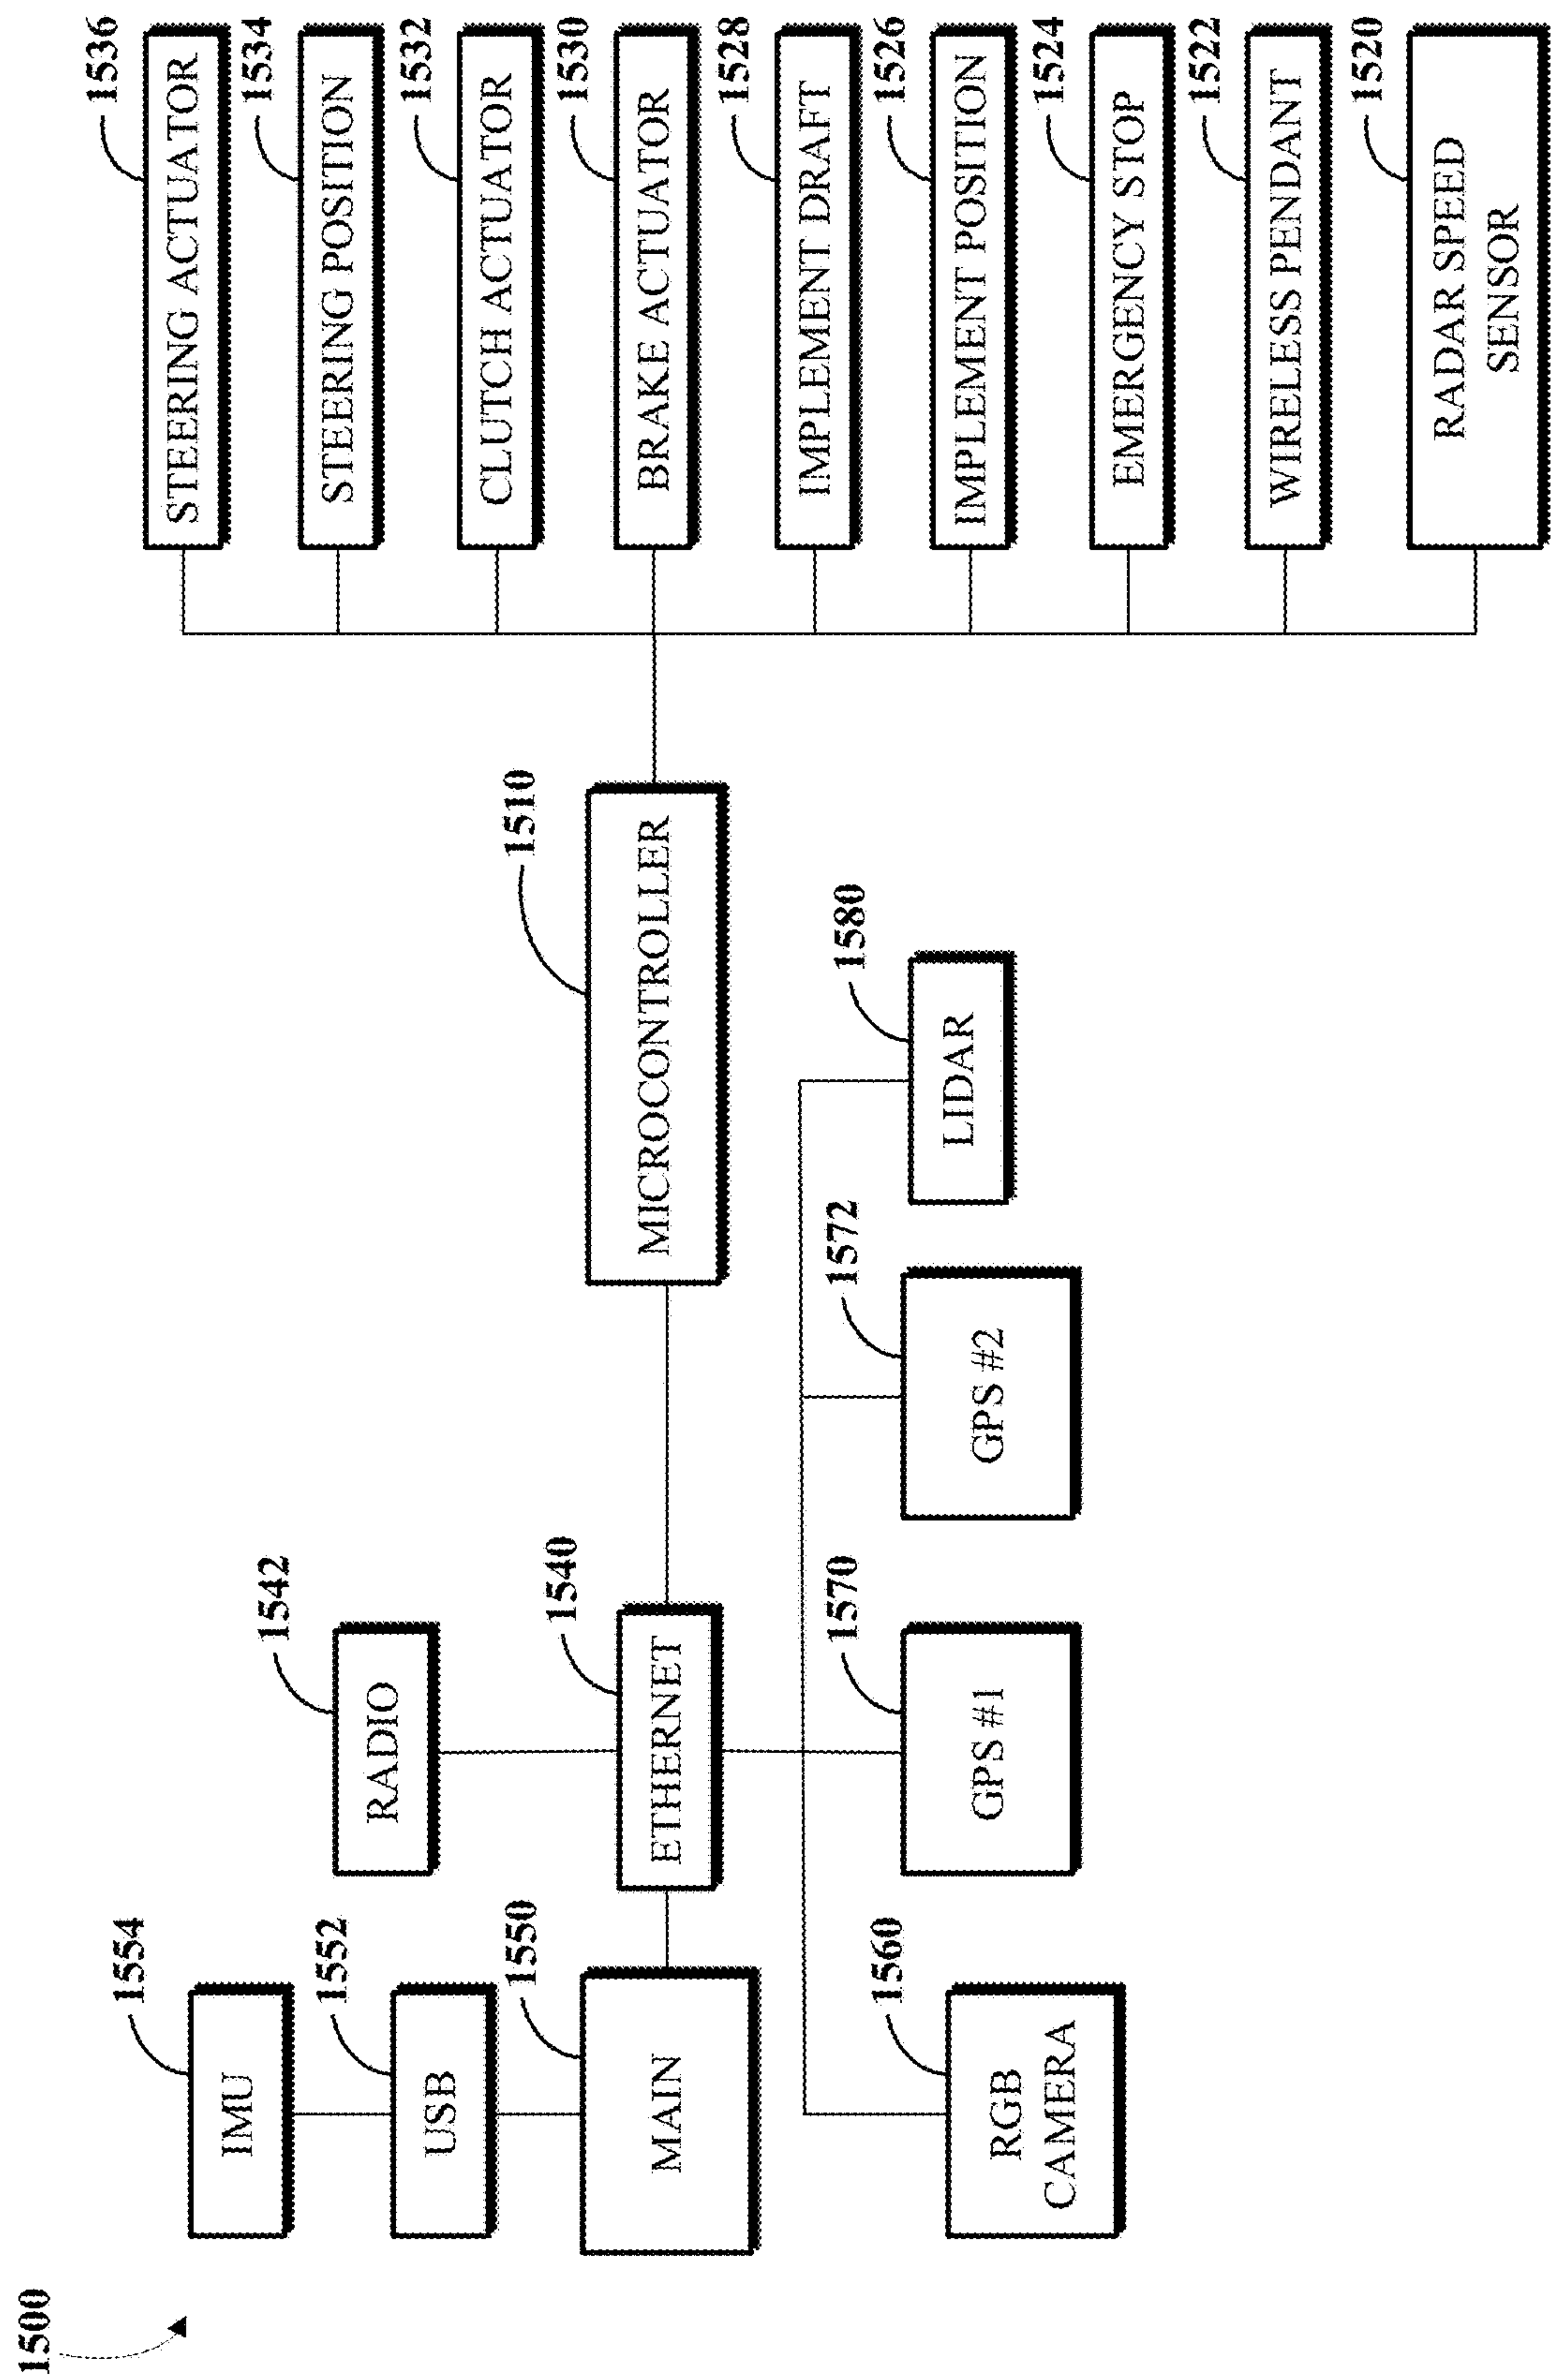 1500
1554
IMU
1552
USB
1550
MAIN
1542
RADIO
1540
ETHERNET
1510
MICROCONTROLLER
1560
RGB
CAMERA
1570
GPS #1
1572
GPS #2
1580
LIDAR
1536
STEERING ACTUATOR
1534
STEERING POSITION
1532
CLUTCH ACTUATOR
1530
BRAKE ACTUATOR
1528
IMPLEMENT DRAFT
1526
IMPLEMENT POSITION
1524
EMERGENCY STOP
1522
WIRELESS PENDANT
1520
RADAR SPEED
SENSOR